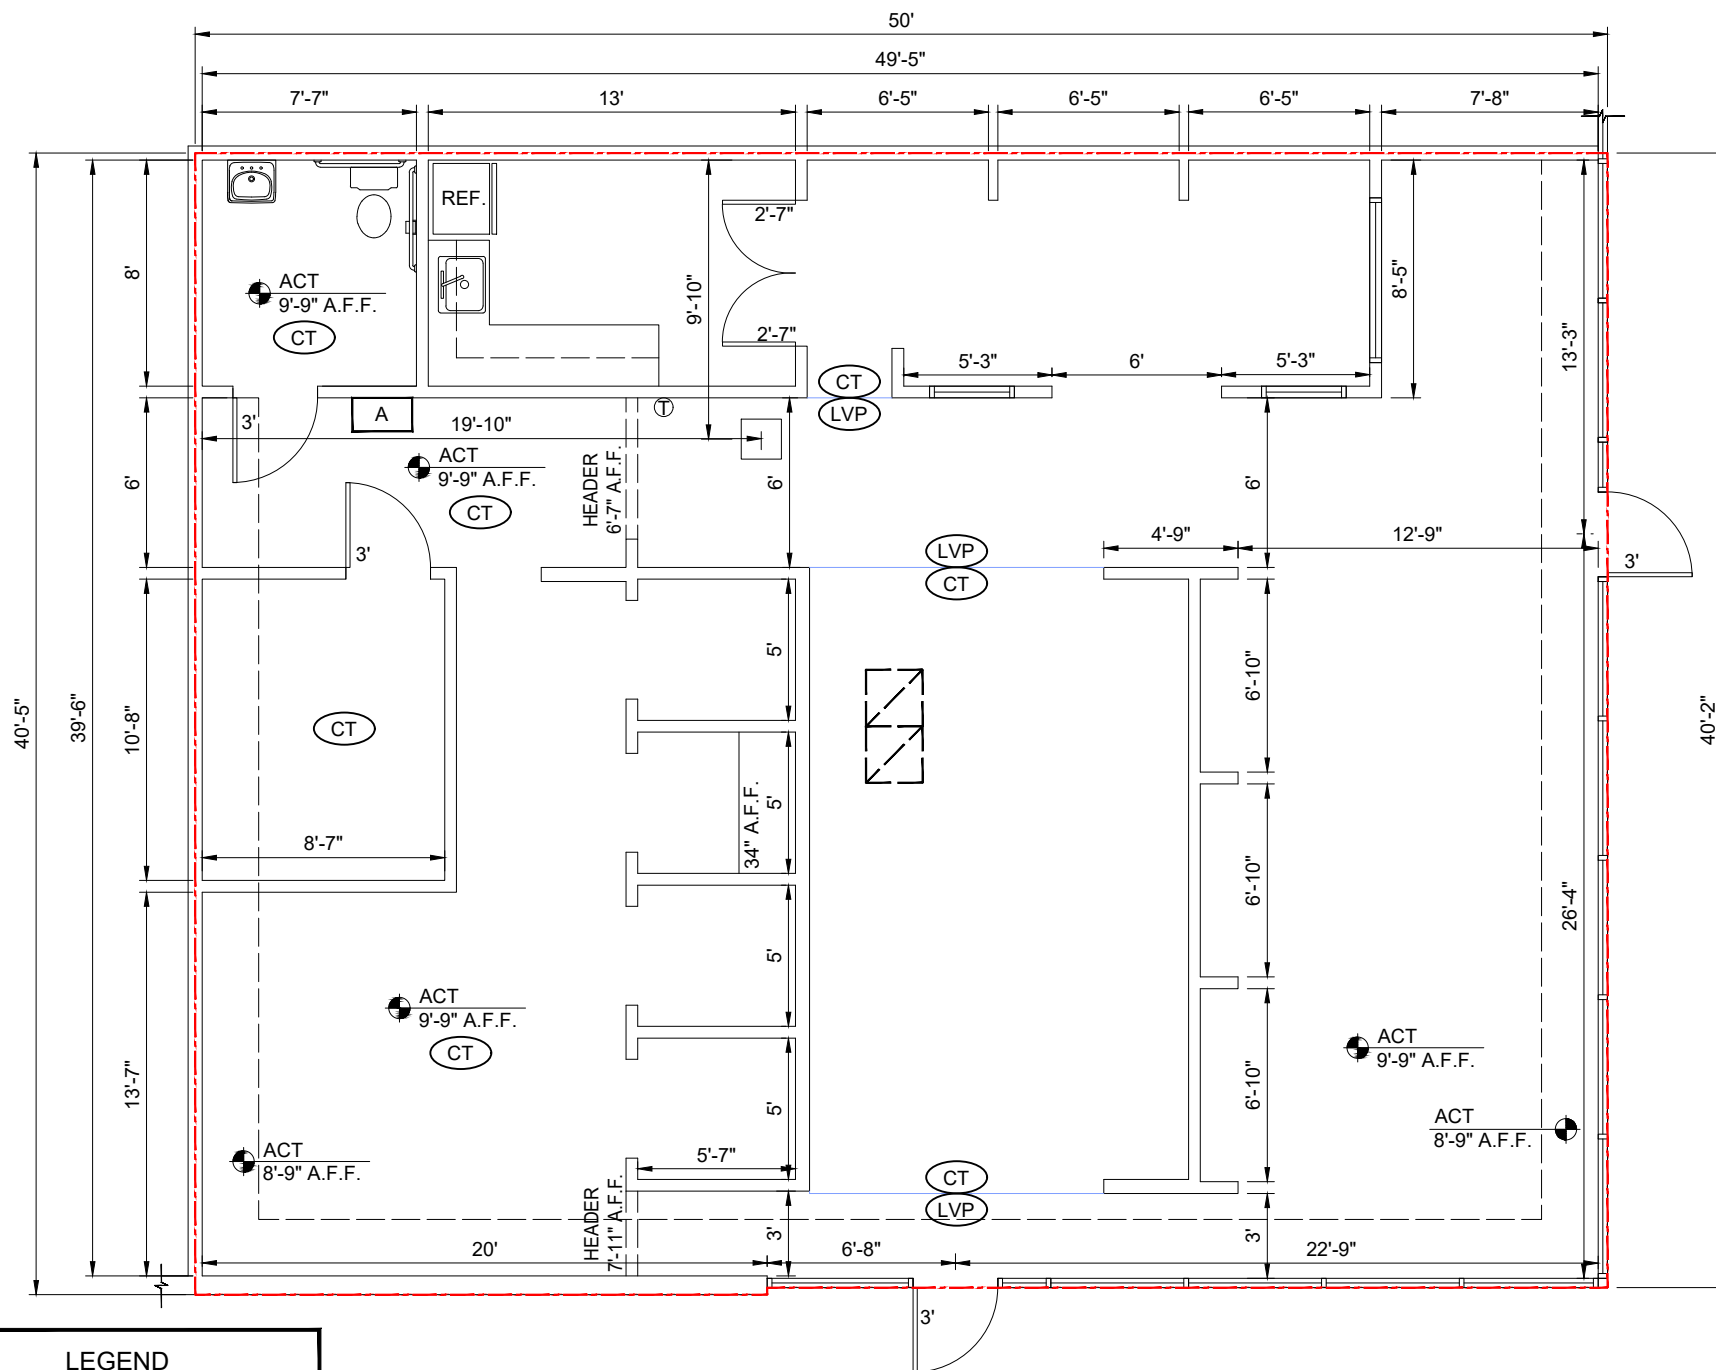 50'
49'-5"
7'-7"
13'
6'-5"
6'-5"
6'-5"
7'-8"
REF.
2'-7"
8'
ACT
9'-9" A.F.F.
CT
9'-10"
8'-5"
13'-3"
2'-7"
5'-3"
6'
5'-3"
CT
LVP
A
T
3'
19'-10"
6'
ACT
9'-9" A.F.F.
HEADER
6'-7" A.F.F.
6'
6'
CT
4'-9"
12'-9"
LVP
CT
3'
3'
5'
6'-10"
40'-5"
39'-6"
10'-8"
CT
40'-2"
8'-7"
34" A.F.F.
5'
6'-10"
26'-4"
5'
ACT
9'-9" A.F.F.
CT
ACT
9'-9" A.F.F.
13'-7"
5'
6'-10"
ACT
8'-9" A.F.F.
ACT
8'-9" A.F.F.
5'-7"
CT
LVP
HEADER
7'-11" A.F.F.
3'
3'
20'
6'-8"
22'-9"
3'
LEGEND